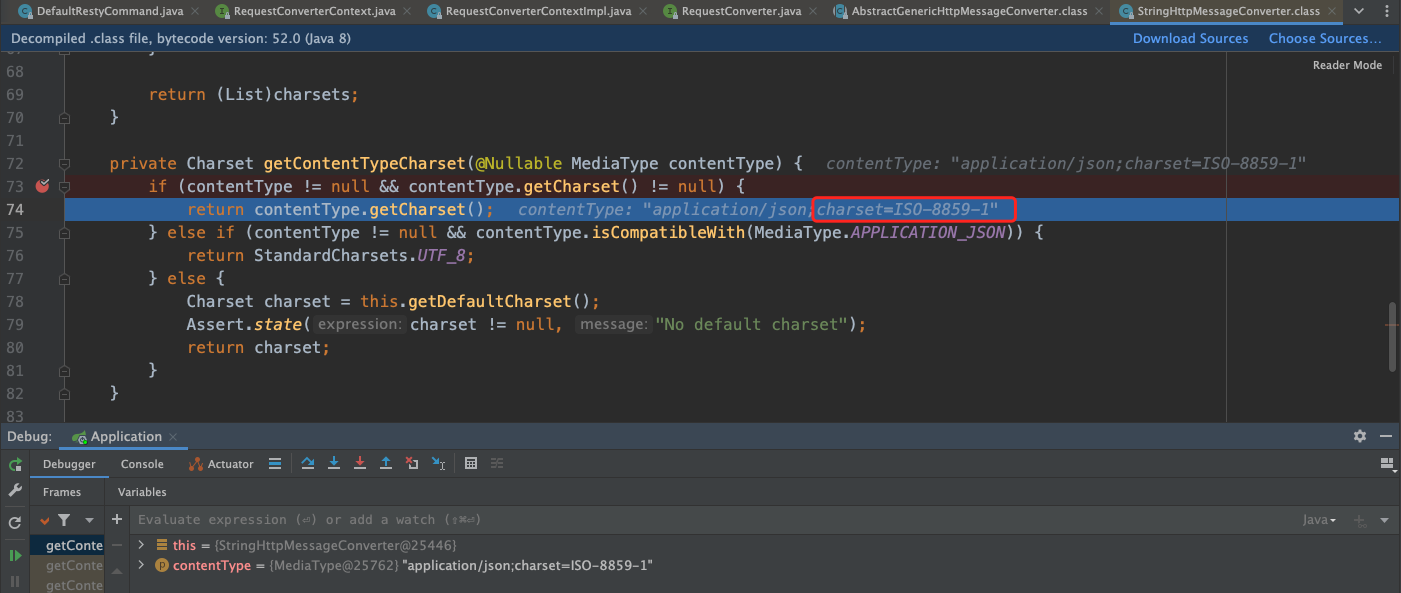 DefaultRestyCommand.java RequestConverterContext.java RequestConverterContextImpl.java RequestConverter.java AbstractGenericHttpMessageConverter.class StringHttpMessageConverter.class
Decompiled .class file, bytecode version: 52.0 (Java 8) Download Sources Choose Sources...
Reader Mode
68
69 return (List)charsets;
70 }
71
72 private Charset getContentTypeCharset(@Nullable MediaType contentType) { contentType: "application/json;charset=ISO-8859-1"
73 if (contentType != null && contentType.getCharset() != null) {
74 return contentType.getCharset(); contentType: "application/json;charset=ISO-8859-1"
75 } else if (contentType != null && contentType.isCompatibleWith(MediaType.APPLICATION_JSON)) {
76 return StandardCharsets.UTF_8;
77 } else {
78 Charset charset = this.getDefaultCharset();
79 Assert.state( expression: charset != null, message: "No default charset");
80 return charset;
81 }
82 }
83
Debug: Application
Debugger Console Actuator
Frames Variables
Evaluate expression (⏎) or add a watch (⇧⌘⏎) Java
getConte this = {StringHttpMessageConverter@25446}
getConte contentType = {MediaType@25762} "application/json;charset=ISO-8859-1"
getConte